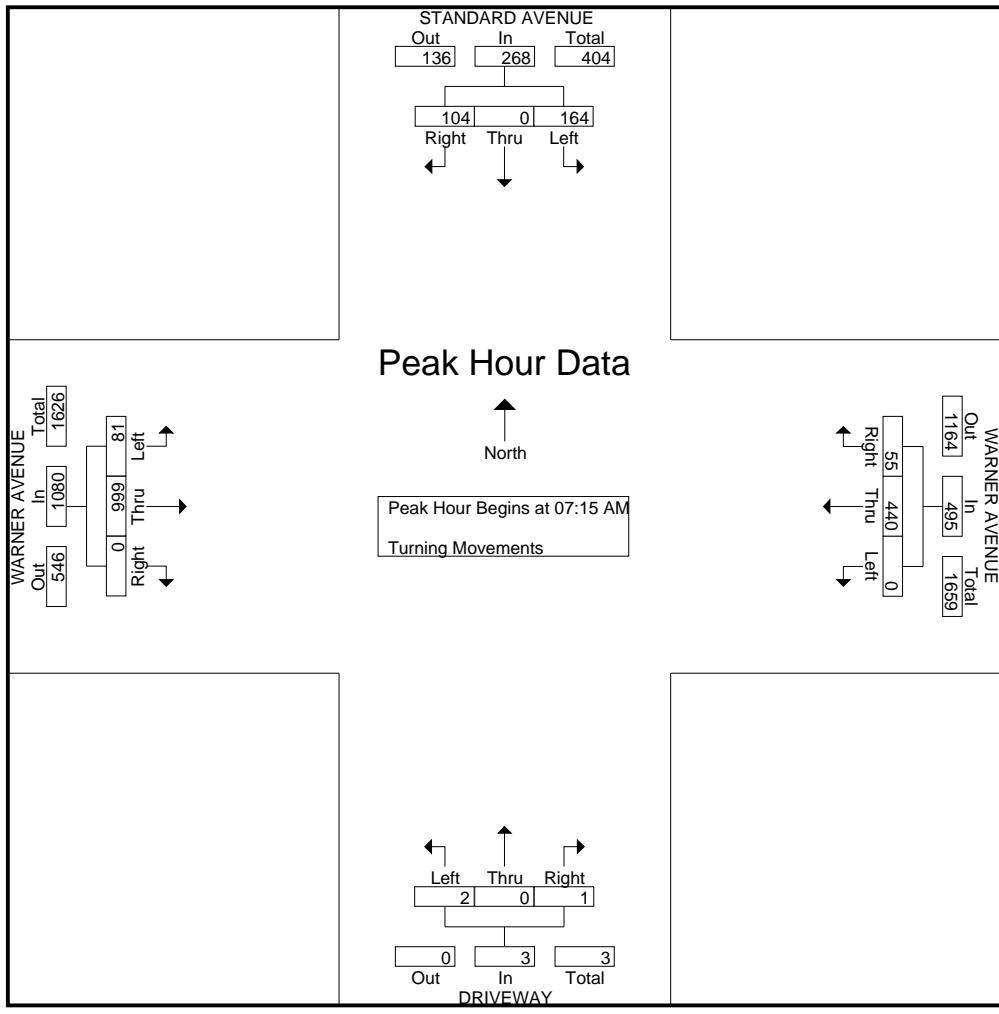 STANDARD AVENUE
Out In Total
136 268 404
104 0 164
Right Thru Left
Peak Hour Data
North
Peak Hour Begins at 07:15 AM
Turning Movements
WARNER AVENUE
Out In Total
546 1080 1626
81 999 0
Left Thru Right
WARNER AVENUE
Out In Total
1164 495 1659
55 440 0
Right Thru Left
Left Thru Right
2 0 1
0 3 3
Out In Total
DRIVEWAY